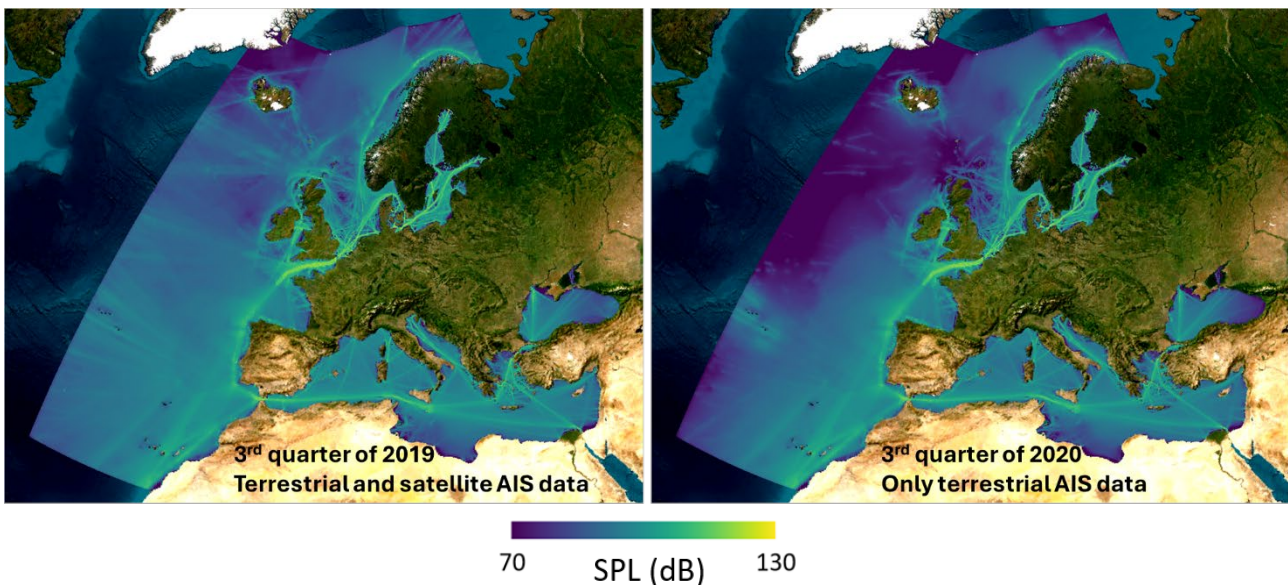 3rd quarter of 2019
Terrestrial and satellite AIS data
3rd quarter of 2020
Only terrestrial AIS data
70
130
SPL (dB)